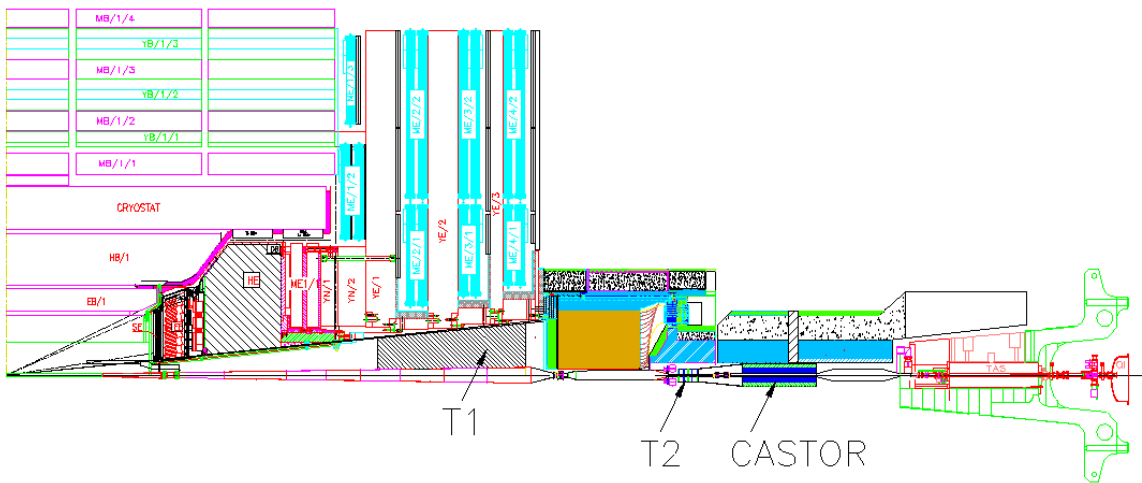 MB/1/4
YB/1/3
MB/1/3
YB/1/2
MB/1/2
YB/1/1
MB/1/1
CRYOSTAT
HB/1
EB/1
SE
EE
HE
ME1/1
YN/1
YN/2
YE/1
ME/1/3
ME/1/2
ME/2/2
ME/2/1
YE/2
ME/3/2
ME/3/1
YE/3
ME/4/2
ME/4/1
TAS
Q1
T1
T2
CASTOR